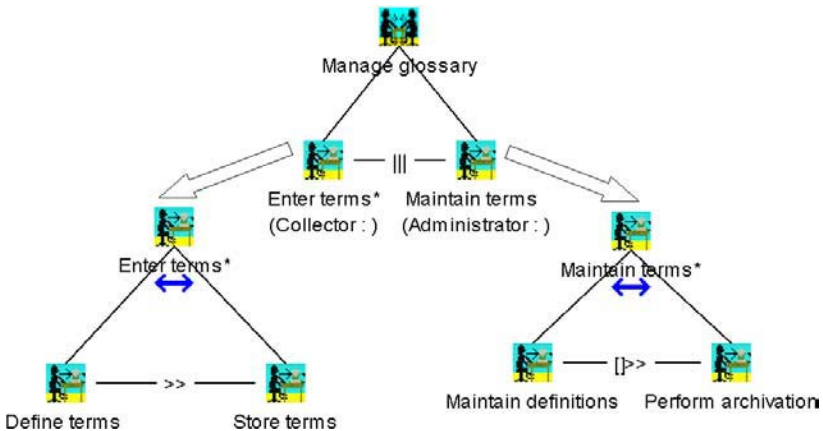 Manage glossary
|||
Enter terms*
(Collector : )
Maintain terms
(Administrator : )
Enter terms*
Maintain terms*
>>
Define terms
Store terms
[]>>
Maintain definitions
Perform archivation